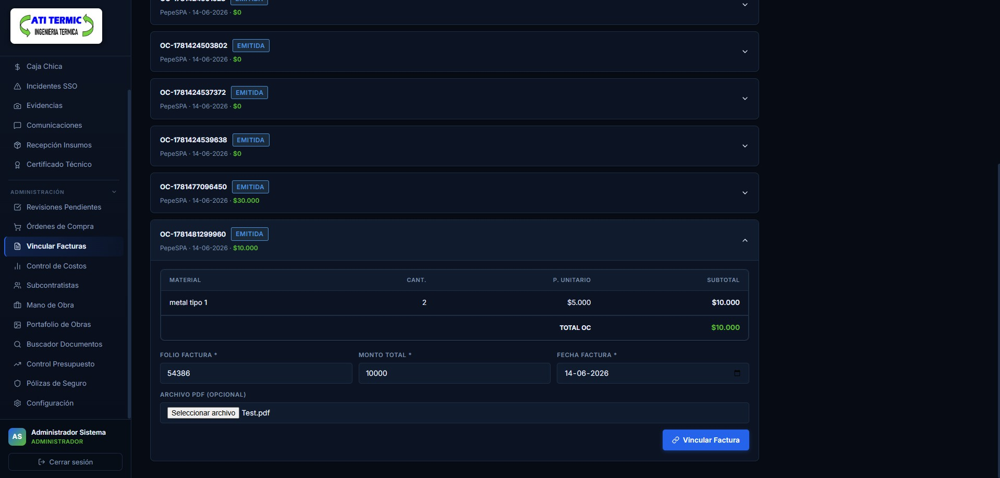 ATI TERMIC
INGENIERIA TERMICA
Caja Chica
Incidentes SSO
Evidencias
Comunicaciones
Recepción Insumos
Certificado Técnico
ADMINISTRACIÓN
Revisiones Pendientes
Órdenes de Compra
Vincular Facturas
Control de Costos
Subcontratistas
Mano de Obra
Portafolio de Obras
Buscador Documentos
Control Presupuesto
Pólizas de Seguro
Configuración
AS
Administrador Sistema
ADMINISTRADOR
Cerrar sesión
PepeSPA · 14-06-2026 · $0
OC-1781424503802 EMITIDA
PepeSPA · 14-06-2026 · $0
OC-1781424537372 EMITIDA
PepeSPA · 14-06-2026 · $0
OC-1781424539638 EMITIDA
PepeSPA · 14-06-2026 · $0
OC-1781477096450 EMITIDA
PepeSPA · 14-06-2026 · $30.000
OC-1781481299960 EMITIDA
PepeSPA · 14-06-2026 · $10.000
MATERIAL CANT. P. UNITARIO SUBTOTAL
metal tipo 1 2 $5.000 $10.000
TOTAL OC $10.000
FOLIO FACTURA * MONTO TOTAL * FECHA FACTURA *
54386 10000 14-06-2026
ARCHIVO PDF (OPCIONAL)
Seleccionar archivo Test.pdf
Vincular Factura